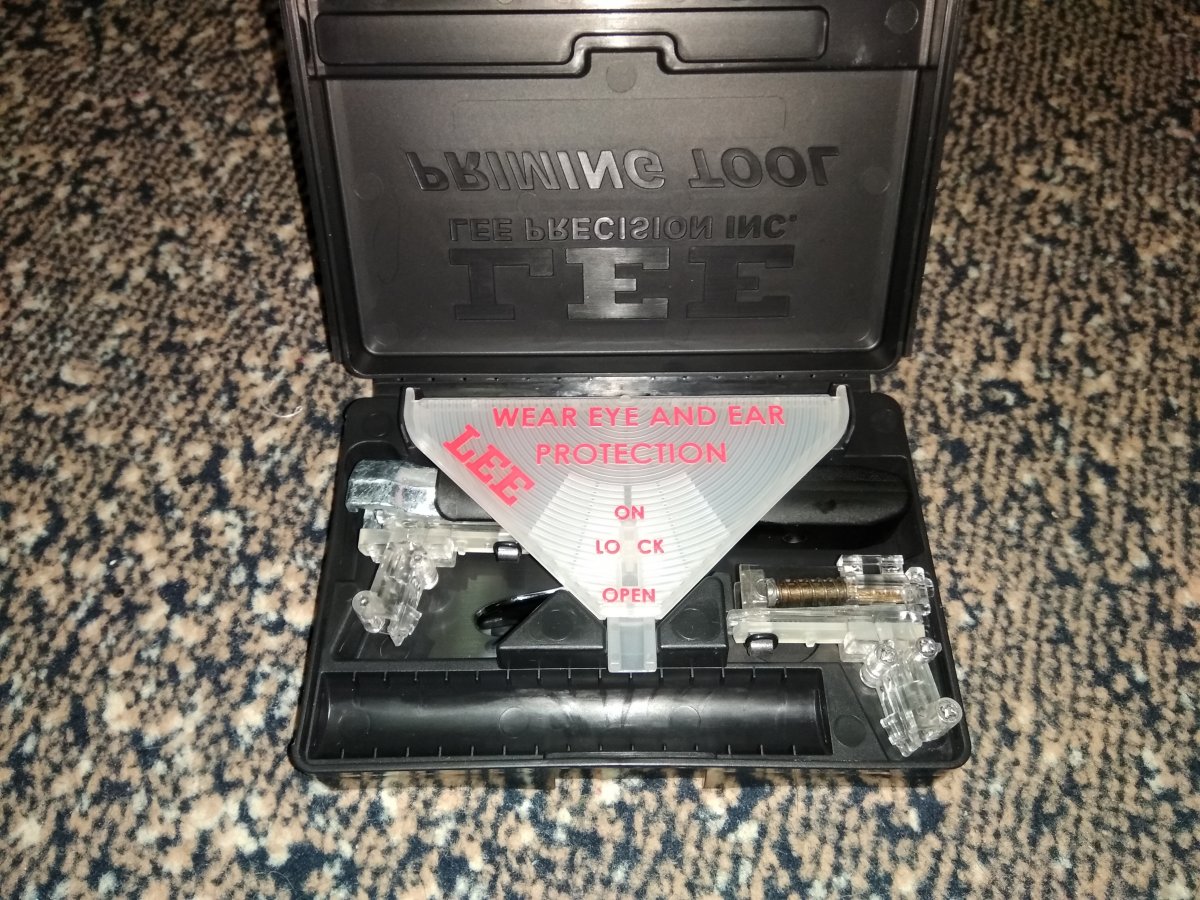 PRIMING TOOL
LEE PRECISION INC.
LEE
WEAR EYE AND EAR
PROTECTION
LEE
ON
LOCK
OPEN